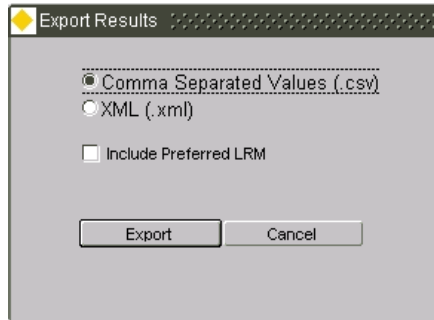 Export Results
Comma Separated Values (.csv)
XML (.xml)
Include Preferred LRM
Export Cancel